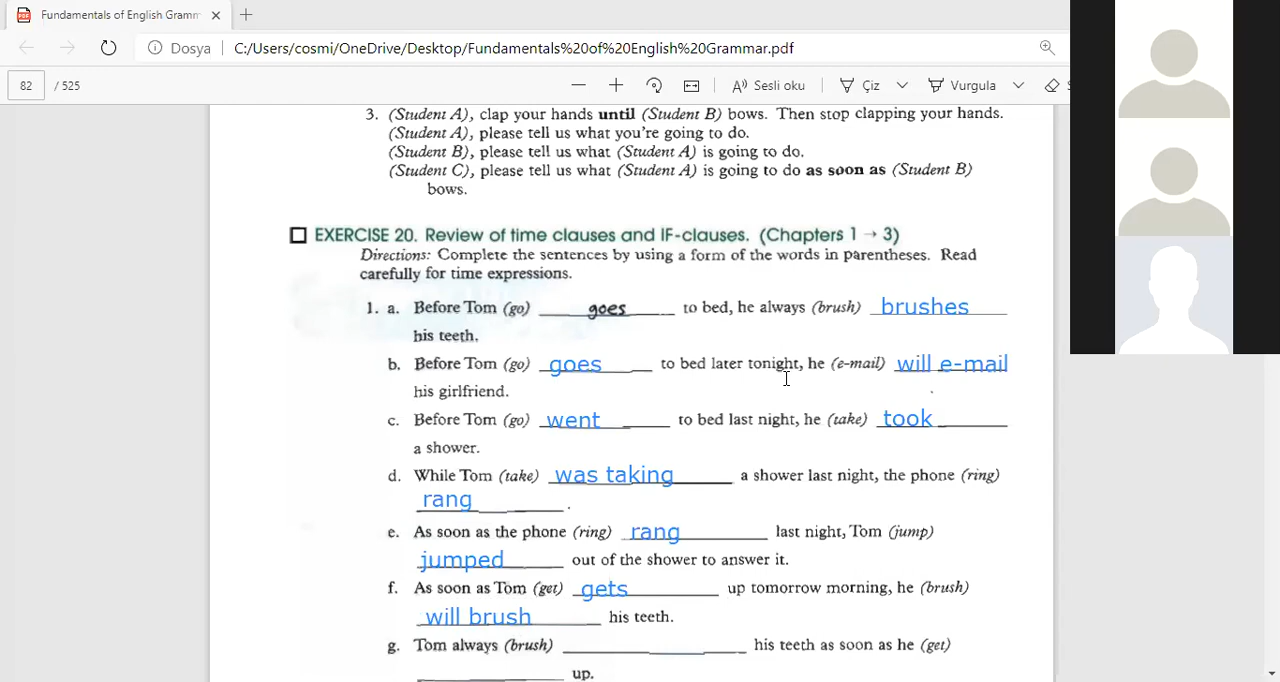 Fundamentals of English Gramm
Dosya C:/Users/cosmi/OneDrive/Desktop/Fundamentals%20of%20English%20Grammar.pdf
82 / 525 Sesli oku Çiz Vurgula
3. (Student A), clap your hands until (Student B) bows. Then stop clapping your hands.
(Student A), please tell us what you're going to do.
(Student B), please tell us what (Student A) is going to do.
(Student C), please tell us what (Student A) is going to do as soon as (Student B)
bows.
EXERCISE 20. Review of time clauses and IF-clauses. (Chapters 1 → 3)
Directions: Complete the sentences by using a form of the words in parentheses. Read
carefully for time expressions.
1. a. Before Tom (go) goes to bed, he always (brush) brushes
his teeth.
b. Before Tom (go) goes to bed later tonight, he (e-mail) will e-mail
his girlfriend.
c. Before Tom (go) went to bed last night, he (take) took
a shower.
d. While Tom (take) was taking a shower last night, the phone (ring)
rang .
e. As soon as the phone (ring) rang last night, Tom (jump)
jumped out of the shower to answer it.
f. As soon as Tom (get) gets up tomorrow morning, he (brush)
will brush his teeth.
g. Tom always (brush) his teeth as soon as he (get)
up.